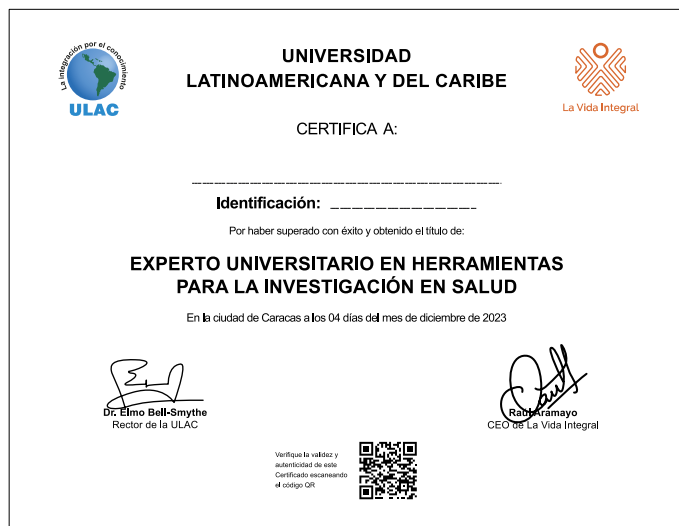 La integración por el conocimiento
ULAC
UNIVERSIDAD
LATINOAMERICANA Y DEL CARIBE
La Vida Integral
CERTIFICA A:
Identificación:
Por haber superado con éxito y obtenido el título de:
EXPERTO UNIVERSITARIO EN HERRAMIENTAS
PARA LA INVESTIGACIÓN EN SALUD
En la ciudad de Caracas a los 04 días del mes de diciembre de 2023
Dr. Elmo Bell-Smythe
Rector de la ULAC
Raúl Aramayo
CEO de La Vida Integral
Verifique la validez y
autenticidad de este
Certificado escaneando
el código QR